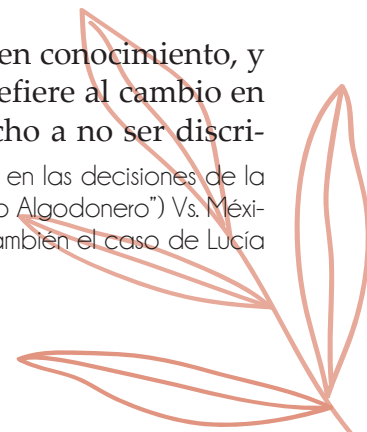 en conocimiento, y
efiere al cambio en
cho a no ser discri-
en las decisiones de la
o Algodonero”) Vs. Méxi-
ambién el caso de Lucía